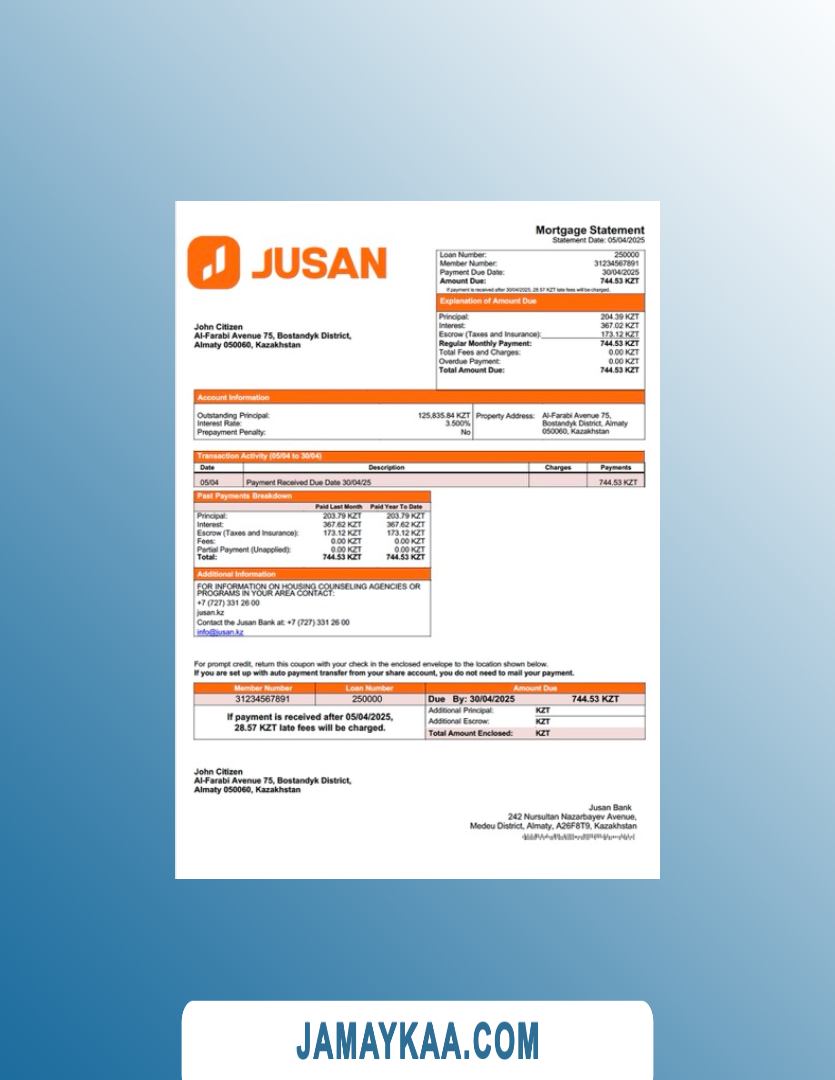 Mortgage Statement
Statement Date: 05/04/2025
JUSAN
Loan Number: 250000
Member Number: 31234567891
Payment Due Date: 30/04/2025
Amount Due: 744.53 KZT
If payment is received after 30/04/2025, 28.57 KZT late fees will be charged.
Explanation of Amount Due
Principal: 204.39 KZT
Interest: 367.02 KZT
Escrow (Taxes and Insurance): 173.12 KZT
Regular Monthly Payment: 744.53 KZT
Total Fees and Charges: 0.00 KZT
Overdue Payment: 0.00 KZT
Total Amount Due: 744.53 KZT
John Citizen
Al-Farabi Avenue 75, Bostandyk District,
Almaty 050060, Kazakhstan
Account Information
Outstanding Principal: 125,835.84 KZT
Interest Rate: 3.500%
Prepayment Penalty: No
Property Address: Al-Farabi Avenue 75,
Bostandyk District, Almaty
050060, Kazakhstan
Transaction Activity (05/04 to 30/04)
Date Description Charges Payments
05/04 Payment Received Due Date 30/04/25 744.53 KZT
Past Payments Breakdown
Paid Last Month Paid Year To Date
Principal: 203.79 KZT 203.79 KZT
Interest: 367.62 KZT 367.62 KZT
Escrow (Taxes and Insurance): 173.12 KZT 173.12 KZT
Fees: 0.00 KZT 0.00 KZT
Partial Payment (Unapplied): 0.00 KZT 0.00 KZT
Total: 744.53 KZT 744.53 KZT
Additional Information
FOR INFORMATION ON HOUSING COUNSELING AGENCIES OR
PROGRAMS IN YOUR AREA CONTACT:
+7 (727) 331 26 00
jusan.kz
Contact the Jusan Bank at: +7 (727) 331 26 00
info@jusan.kz
For prompt credit, return this coupon with your check in the enclosed envelope to the location shown below.
If you are set up with auto payment transfer from your share account, you do not need to mail your payment.
Member Number Loan Number Amount Due
31234567891 250000 Due By: 30/04/2025 744.53 KZT
If payment is received after 05/04/2025,
28.57 KZT late fees will be charged.
Additional Principal: KZT
Additional Escrow: KZT
Total Amount Enclosed: KZT
John Citizen
Al-Farabi Avenue 75, Bostandyk District,
Almaty 050060, Kazakhstan
Jusan Bank
242 Nursultan Nazarbayev Avenue,
Medeu District, Almaty, A26F8T9, Kazakhstan
JAMAYKAA.COM